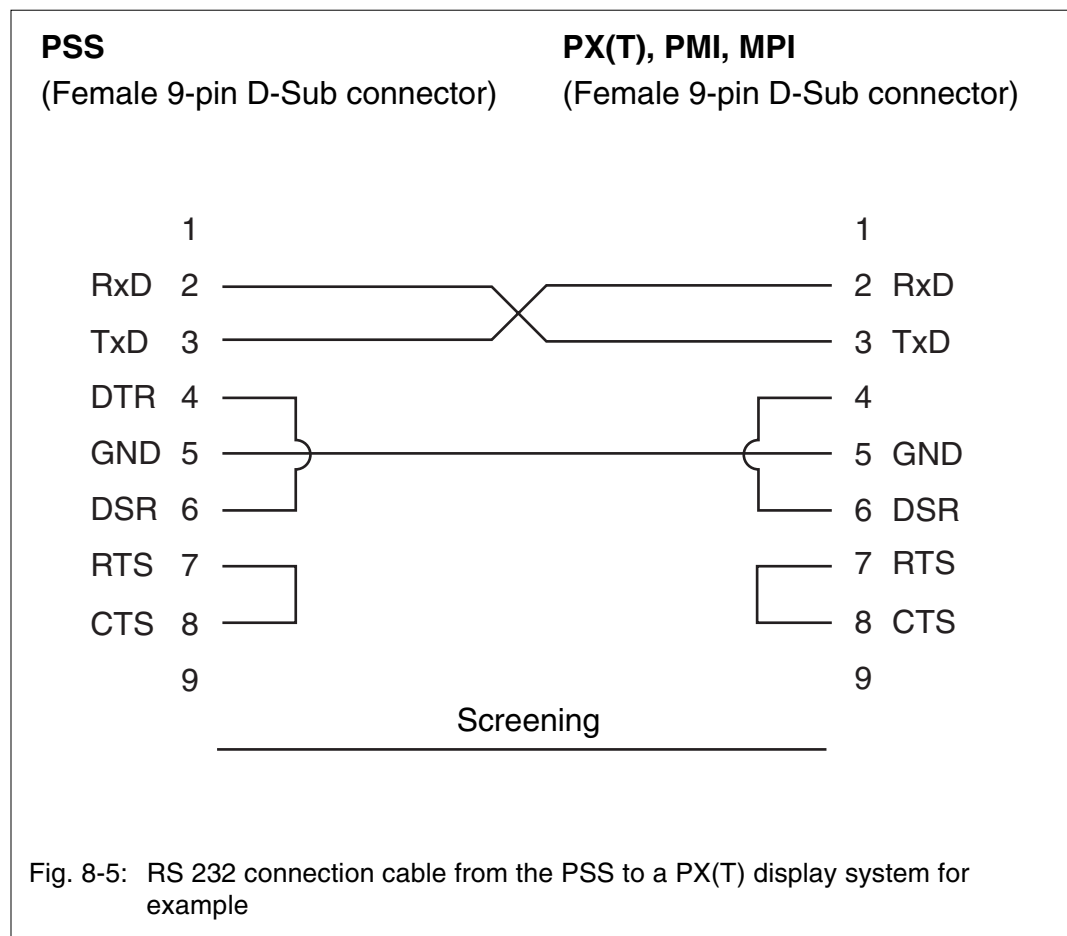 PSS PX(T), PMI, MPI
(Female 9-pin D-Sub connector) (Female 9-pin D-Sub connector)
1 1
RxD 2 2 RxD
TxD 3 3 TxD
DTR 4 4
GND 5 5 GND
DSR 6 6 DSR
RTS 7 7 RTS
CTS 8 8 CTS
9 9
Screening
Fig. 8-5: RS 232 connection cable from the PSS to a PX(T) display system for
example